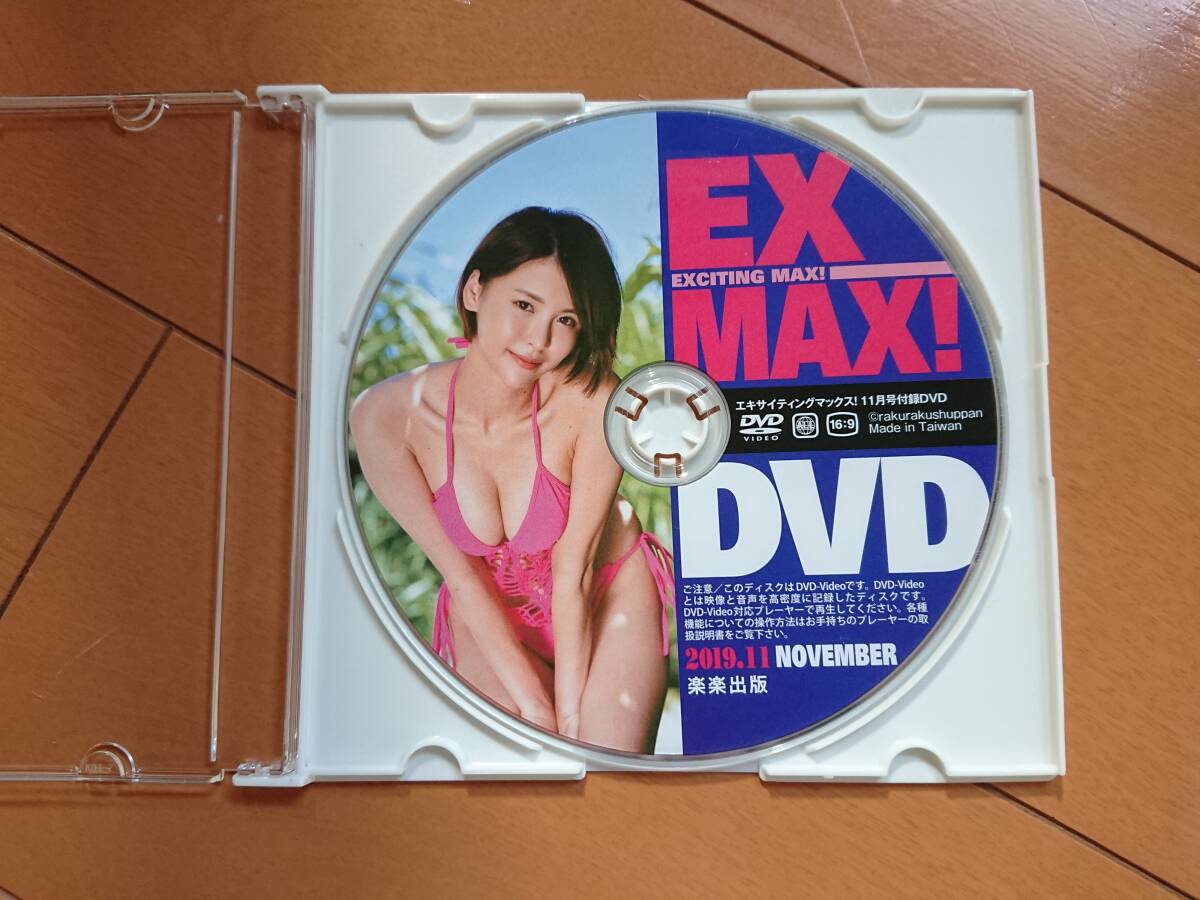 EX
EXCITING MAX!
MAX!
エキサイティングマックス! 11月号付録DVD
DVD
VIDEO
ALL
16:9
©rakurakushuppan
Made in Taiwan
DVD
ご注意/このディスクはDVD-Videoです。DVD-Video
とは映像と音声を高密度に記録したディスクです。
DVD-Video対応プレーヤーで再生してください。各種
機能についての操作方法はお手持ちのプレーヤーの取
扱説明書をご覧下さい。
2019.11 NOVEMBER
楽楽出版